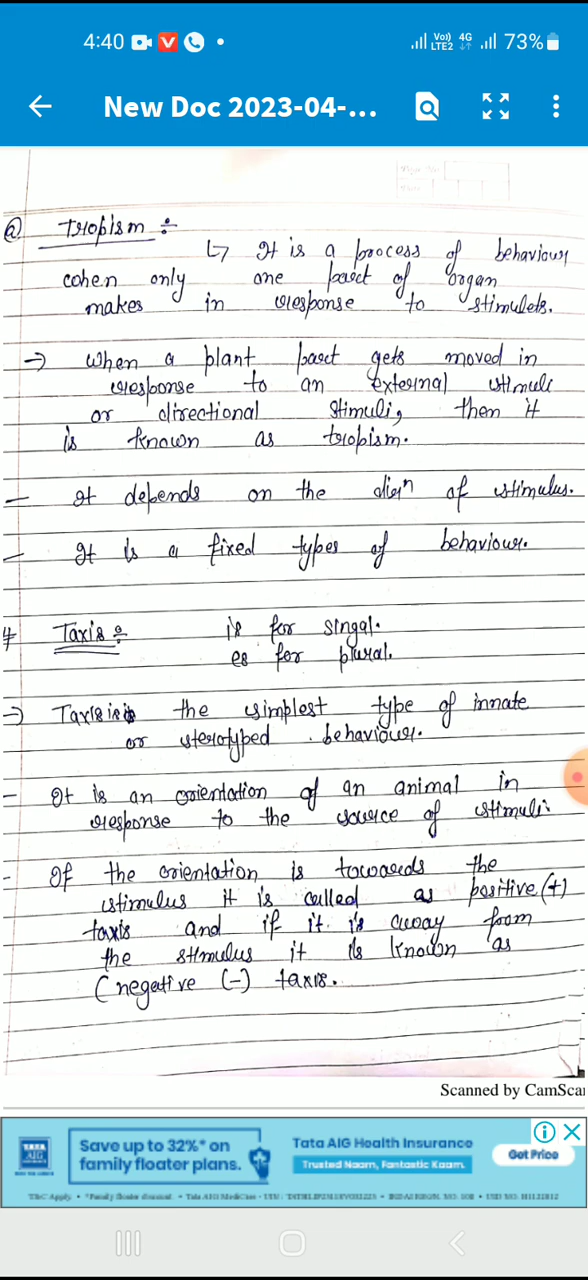 4:40
Vo)) LTE2 4G 73%
New Doc 2023-04-...
@ Tropism :-
↳ It is a process of behaviour
when only one part of organ
makes in response to stimulets.
→ when a plant part gets moved in
response to an external stimuli
or directional stimuli, then it
is known as tropism.
– It depends on the dirn of stimulus.
– It is a fixed types of behaviour.
# Taxis :-
is for singal.
es for plural.
→ Taxis is the simplest type of innate
or sterotyped behaviour.
– It is an orientation of an animal in
response to the source of stimuli.
– If the orientation is towards the
stimulus it is called as positive (+)
taxis and if it is away from
the stimulus it is known as
(negative (-) taxis.
Scanned by CamScan
TATA AIG
Save up to 32%* on
family floater plans.
Tata AIG Health Insurance
Trusted Naam, Fantastic Kaam.
Got Price